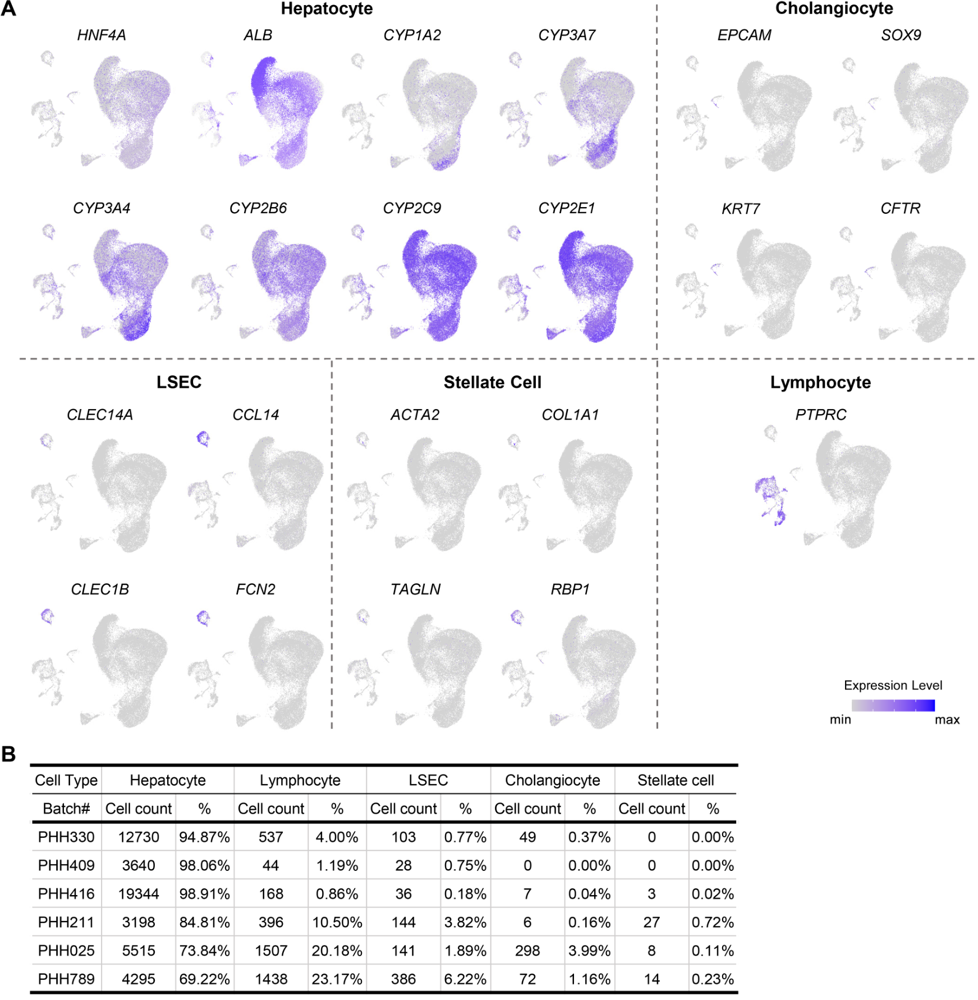 A
Hepatocyte
Cholangiocyte
HNF4A ALB CYP1A2 CYP3A7 EPCAM SOX9
CYP3A4 CYP2B6 CYP2C9 CYP2E1 KRT7 CFTR
LSEC
Stellate Cell
Lymphocyte
CLEC14A CCL14 ACTA2 COL1A1 PTPRC
CLEC1B FCN2 TAGLN RBP1
Expression Level
min max
B
Cell Type Hepatocyte Lymphocyte LSEC Cholangiocyte Stellate cell
Batch# Cell count % Cell count % Cell count % Cell count % Cell count %
PHH330 12730 94.87% 537 4.00% 103 0.77% 49 0.37% 0 0.00%
PHH409 3640 98.06% 44 1.19% 28 0.75% 0 0.00% 0 0.00%
PHH416 19344 98.91% 168 0.86% 36 0.18% 7 0.04% 3 0.02%
PHH211 3198 84.81% 396 10.50% 144 3.82% 6 0.16% 27 0.72%
PHH025 5515 73.84% 1507 20.18% 141 1.89% 298 3.99% 8 0.11%
PHH789 4295 69.22% 1438 23.17% 386 6.22% 72 1.16% 14 0.23%